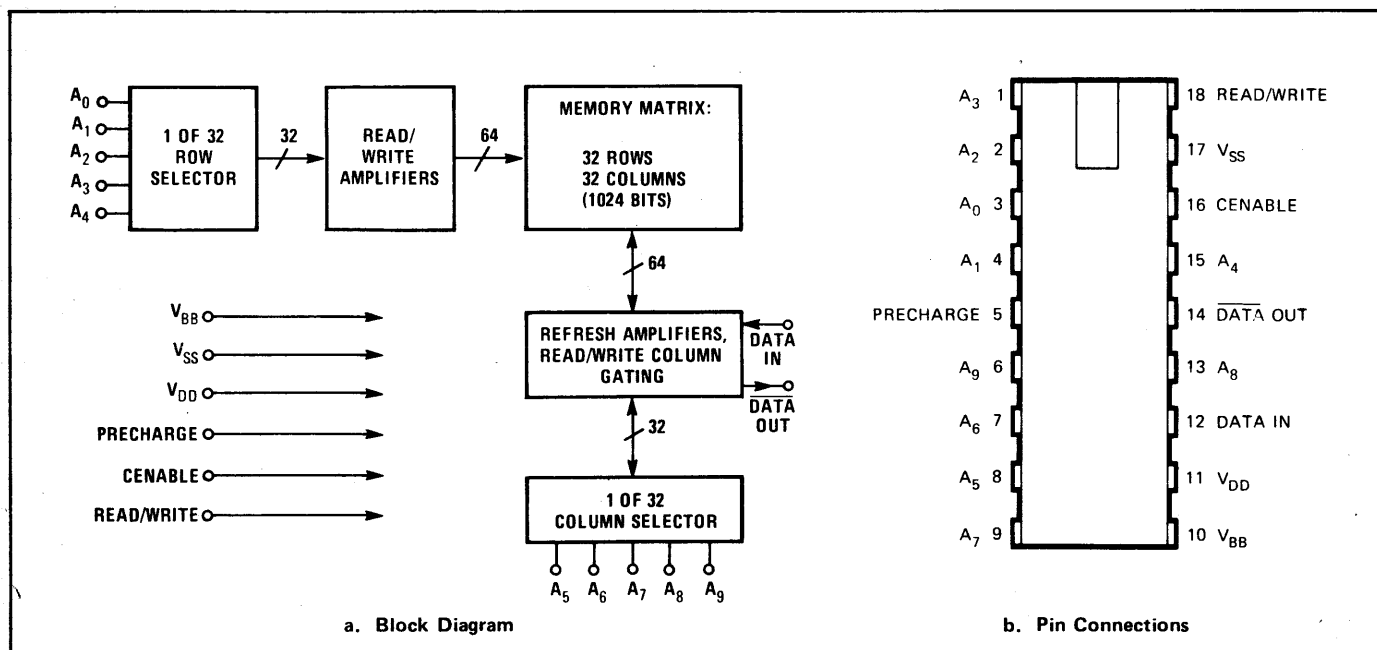 A0
A1
A2
A3
A4
1 OF 32
ROW
SELECTOR
32
READ/
WRITE
AMPLIFIERS
64
MEMORY MATRIX:
32 ROWS
32 COLUMNS
(1024 BITS)
64
VBB
VSS
VDD
PRECHARGE
CENABLE
READ/WRITE
REFRESH AMPLIFIERS,
READ/WRITE COLUMN
GATING
DATA
IN
DATA
OUT
32
1 OF 32
COLUMN SELECTOR
A5 A6 A7 A8 A9
a. Block Diagram
A3 1
A2 2
A0 3
A1 4
PRECHARGE 5
A9 6
A6 7
A5 8
A7 9
18 READ/WRITE
17 VSS
16 CENABLE
15 A4
14 DATA OUT
13 A8
12 DATA IN
11 VDD
10 VBB
b. Pin Connections